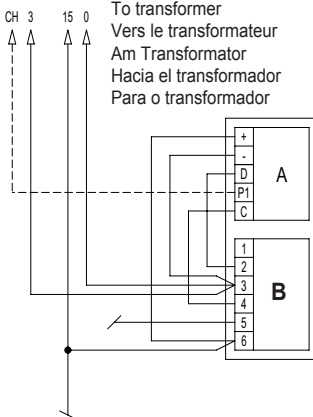 CH 3 15 0
To transformer
Vers le transformateur
Am Transformator
Hacia el transformador
Para o transformador
+
-
D
P1
C
A
1
2
3
4
5
6
B